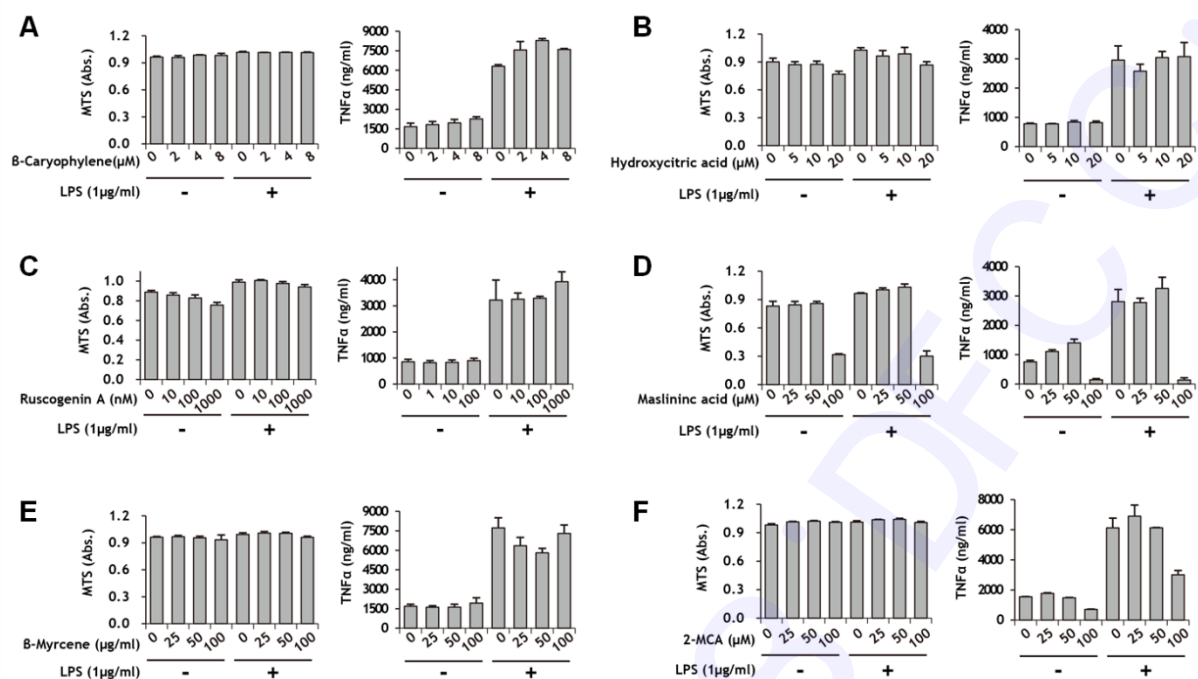 A
MTS (Abs.)
1.2
0.9
0.6
0.3
0.0
0 2 4 8 0 2 4 8
ß-Caryophylene(µM)
LPS (1µg/ml)
- +
TNFα (ng/ml)
9000
7500
6000
4500
3000
1500
0
0 2 4 8 0 2 4 8
- +
B
MTS (Abs.)
1.2
0.9
0.6
0.3
0.0
0 5 10 20 0 5 10 20
Hydroxycitric acid (µM)
LPS (1µg/ml)
- +
TNFα (ng/ml)
4000
3000
2000
1000
0
0 5 10 20 0 5 10 20
- +
C
MTS (Abs.)
1.0
0.8
0.6
0.4
0.2
0.0
0 10 100 1000 0 10 100 1000
Ruscogenin A (nM)
LPS (1µg/ml)
- +
TNFα (ng/ml)
4000
3000
2000
1000
0
0 1 10 100 0 10 100 1000
- +
D
MTS (Abs.)
1.2
0.9
0.6
0.3
0.0
0 25 50 100 0 25 50 100
Maslininc acid (µM)
LPS (1µg/ml)
- +
TNFα (ng/ml)
4000
3000
2000
1000
0
0 25 50 100 0 25 50 100
- +
E
MTS (Abs.)
1.2
0.9
0.6
0.3
0.0
0 25 50 100 0 25 50 100
ß-Myrcene (µg/ml)
LPS (1µg/ml)
- +
TNFα (ng/ml)
9000
7500
6000
4500
3000
1500
0
0 25 50 100 0 25 50 100
- +
F
MTS (Abs.)
1.2
0.9
0.6
0.3
0.0
0 25 50 100 0 25 50 100
2-MCA (µM)
LPS (1µg/ml)
- +
TNFα (ng/ml)
8000
6000
4000
2000
0
0 25 50 100 0 25 50 100
- +